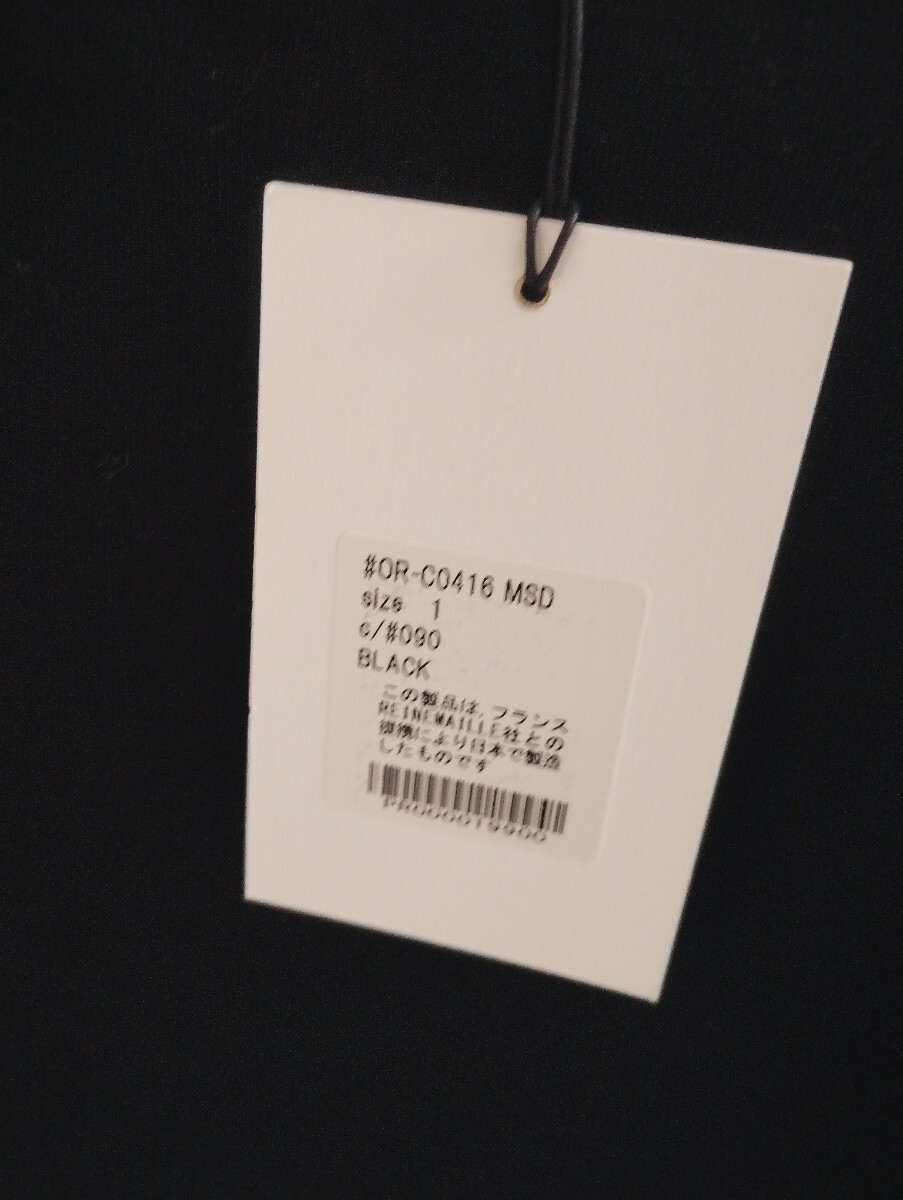 #OR-C0416 MSD
size 1
c/#090
BLACK
この製品は,フランス
REINEMAILLE社との
提携により日本で製造
したものです
PR000019900